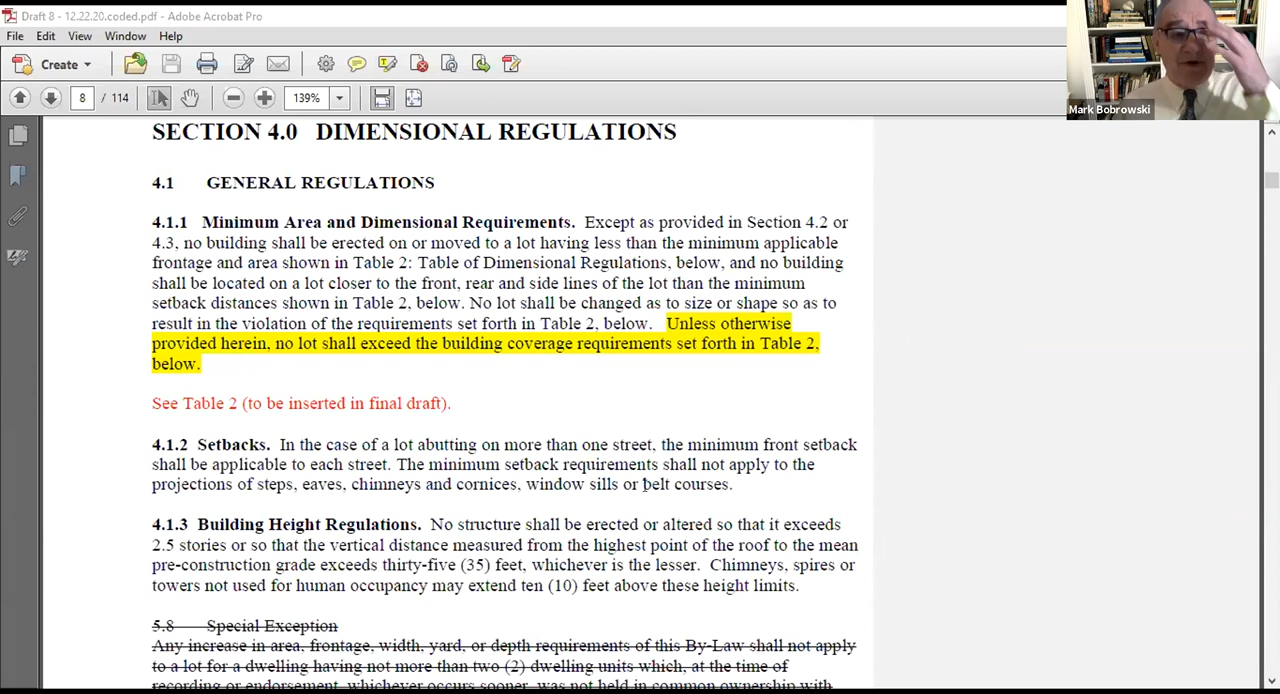 Draft 8 - 12.22.20.coded.pdf - Adobe Acrobat Pro
File Edit View Window Help
Create
8 / 114 139%
Mark Bobrowski
SECTION 4.0 DIMENSIONAL REGULATIONS
4.1 GENERAL REGULATIONS
4.1.1 Minimum Area and Dimensional Requirements. Except as provided in Section 4.2 or
4.3, no building shall be erected on or moved to a lot having less than the minimum applicable
frontage and area shown in Table 2: Table of Dimensional Regulations, below, and no building
shall be located on a lot closer to the front, rear and side lines of the lot than the minimum
setback distances shown in Table 2, below. No lot shall be changed as to size or shape so as to
result in the violation of the requirements set forth in Table 2, below. Unless otherwise
provided herein, no lot shall exceed the building coverage requirements set forth in Table 2,
below.
See Table 2 (to be inserted in final draft).
4.1.2 Setbacks. In the case of a lot abutting on more than one street, the minimum front setback
shall be applicable to each street. The minimum setback requirements shall not apply to the
projections of steps, eaves, chimneys and cornices, window sills or belt courses.
4.1.3 Building Height Regulations. No structure shall be erected or altered so that it exceeds
2.5 stories or so that the vertical distance measured from the highest point of the roof to the mean
pre-construction grade exceeds thirty-five (35) feet, whichever is the lesser. Chimneys, spires or
towers not used for human occupancy may extend ten (10) feet above these height limits.
5.8 Special Exception
Any increase in area, frontage, width, yard, or depth requirements of this By-Law shall not apply
to a lot for a dwelling having not more than two (2) dwelling units which, at the time of
recording or endorsement, whichever occurs sooner, was not held in common ownership with